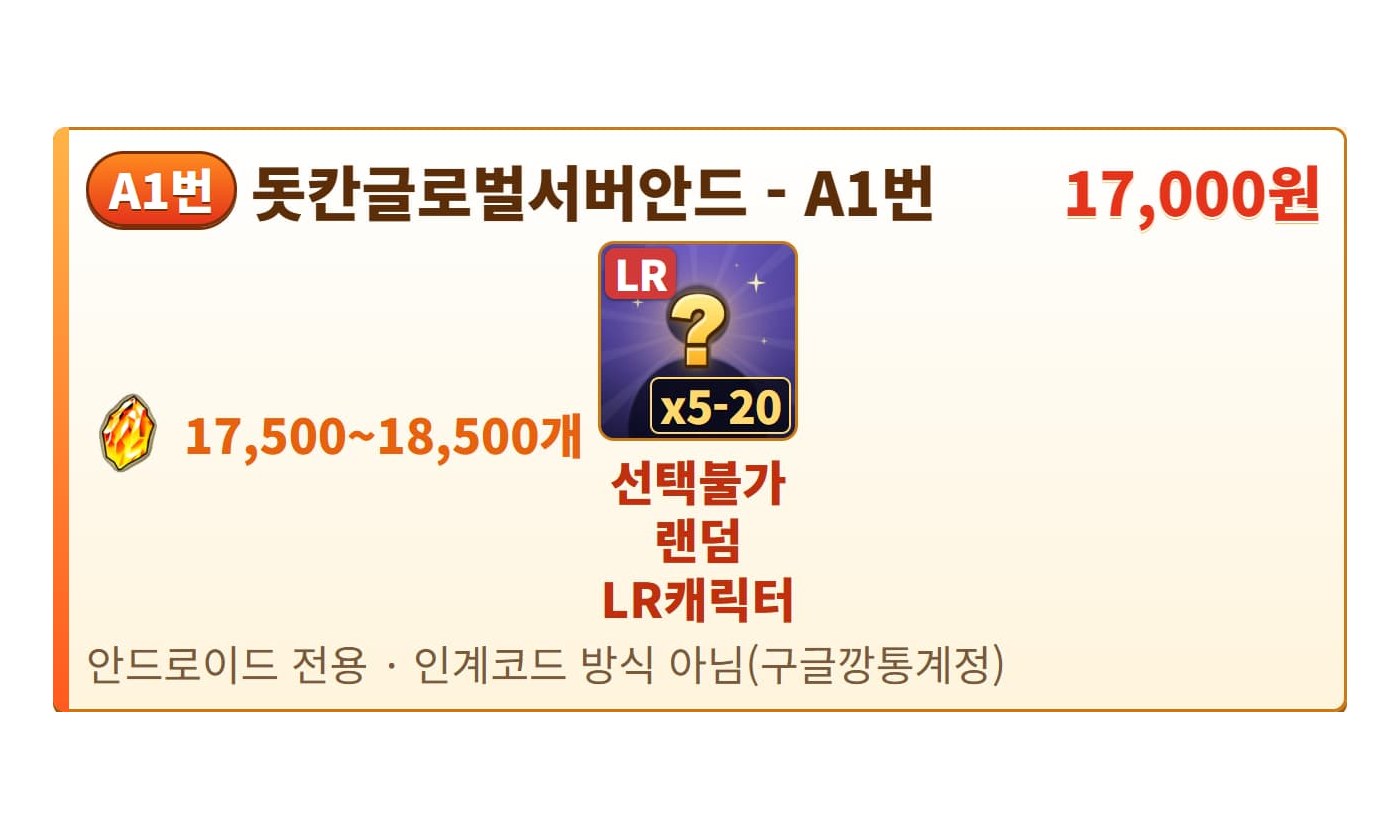 A1번 돗칸글로벌서버안드 - A1번 17,000원
LR
?
x5-20
17,500~18,500개
선택불가
랜덤
LR캐릭터
안드로이드 전용 · 인계코드 방식 아님(구글깡통계정)